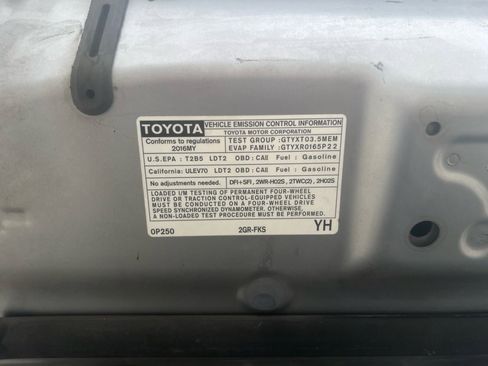 TOYOTA VEHICLE EMISSION CONTROL INFORMATION
TOYOTA MOTOR CORPORATION
Conforms to regulations TEST GROUP : GTYXT03.5MEM
2016MY EVAP FAMILY : GTYXR0165P22
U.S.EPA : T2B5 LDT2 OBD : CAII Fuel : Gasoline
California: ULEV70 LDT2 OBD : CAII Fuel : Gasoline
No adjustments needed. DFI+SFI, 2WR-HO2S, 2TWC(2), 2HO2S
LOADED I/M TESTING OF PERMANENT FOUR-WHEEL
DRIVE OR TRACTION CONTROL-EQUIPPED VEHICLES
MUST BE CONDUCTED ON A FOUR-WHEEL DRIVE
SPEED SYNCHRONIZED DYNAMOMETER. OTHERWISE,
A NON-LOADED TEST PROCEDURE MUST BE EMPLOYED.
0P250 2GR-FKS YH